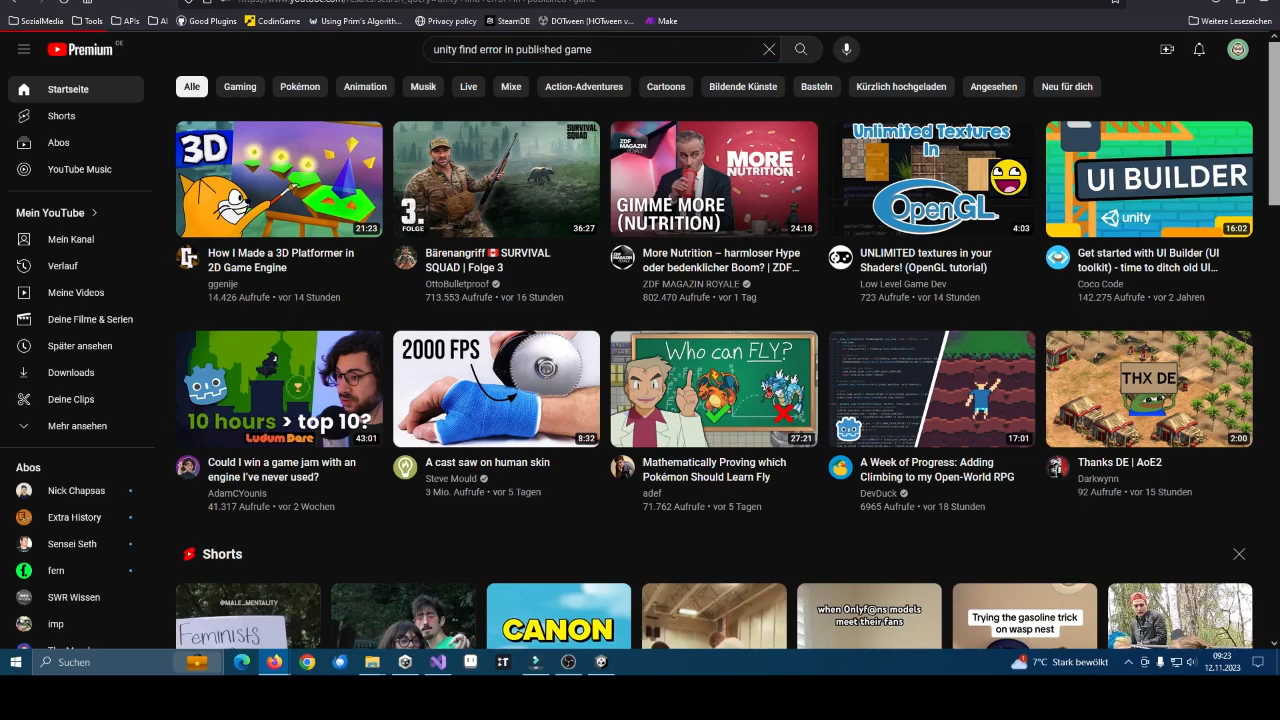 SozialMedia Tools APIs AI Good Plugins CodinGame Using Prim's Algorith... Privacy policy SteamDB DOTween (HOTween v... Make Weitere Lesezeichen
Premium DE
unity find error in published game
Startseite
Shorts
Abos
YouTube Music
Mein YouTube
Mein Kanal
Verlauf
Meine Videos
Deine Filme & Serien
Später ansehen
Downloads
Deine Clips
Mehr ansehen
Abos
Nick Chapsas
Extra History
Sensei Seth
fern
SWR Wissen
imp
Alle Gaming Pokémon Animation Musik Live Mixe Action-Adventures Cartoons Bildende Künste Basteln Kürzlich hochgeladen Angesehen Neu für dich
3D
21:23
How I Made a 3D Platformer in
2D Game Engine
ggenije
14.426 Aufrufe • vor 14 Stunden
SURVIVAL
SQUAD
3.
FOLGE
36:27
Bärenangriff 🇨🇦 SURVIVAL
SQUAD | Folge 3
OttoBulletproof
713.553 Aufrufe • vor 16 Stunden
ZDF
MAGAZIN
ROYALE
MORE
NUTRITION
GIMME MORE
(NUTRITION)
24:18
More Nutrition – harmloser Hype
oder bedenklicher Boom? | ZDF...
ZDF MAGAZIN ROYALE
802.470 Aufrufe • vor 1 Tag
Unlimited Textures
In
OpenGL
4:03
UNLIMITED textures in your
Shaders! (OpenGL tutorial)
Low Level Game Dev
723 Aufrufe • vor 14 Stunden
UI BUILDER
unity
16:02
Get started with UI Builder (UI
toolkit) - time to ditch old UI...
Coco Code
142.275 Aufrufe • vor 2 Jahren
hours > top 10?
Ludum Dare
43:01
Could I win a game jam with an
engine I've never used?
AdamCYounis
41.317 Aufrufe • vor 2 Wochen
2000 FPS
8:32
A cast saw on human skin
Steve Mould
3 Mio. Aufrufe • vor 5 Tagen
Who can FLY?
27:21
Mathematically Proving which
Pokémon Should Learn Fly
adef
71.762 Aufrufe • vor 5 Tagen
17:01
A Week of Progress: Adding
Climbing to my Open-World RPG
DevDuck
6965 Aufrufe • vor 18 Stunden
THX DE
2:00
Thanks DE | AoE2
Darkwynn
92 Aufrufe • vor 15 Stunden
Shorts
@MALE_MENTALITY
Feminists
CANON
when Onlyf@ns models
meet their fans
Trying the gasoline trick
on wasp nest
Suchen
7°C Stark bewölkt
09:23
12.11.2023